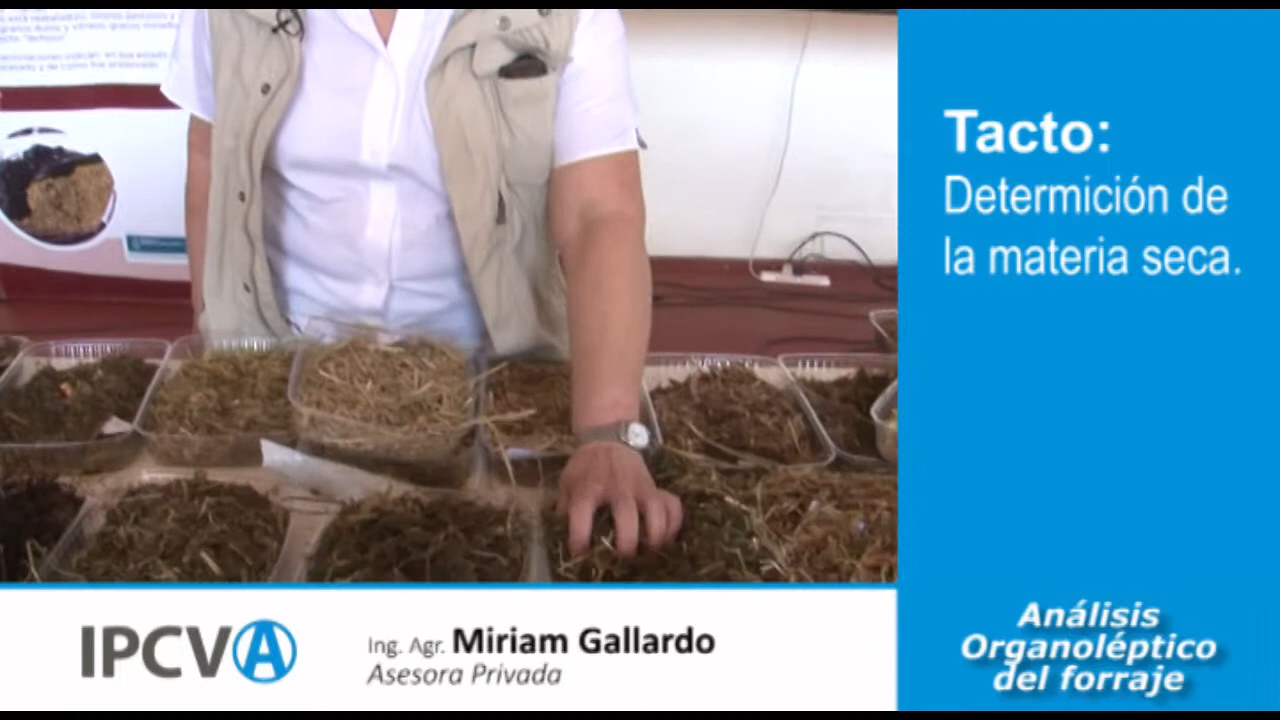 Tacto:
Determición de
la materia seca.
IPCVA
Ing. Agr. Miriam Gallardo
Asesora Privada
Análisis
Organoléptico
del forraje